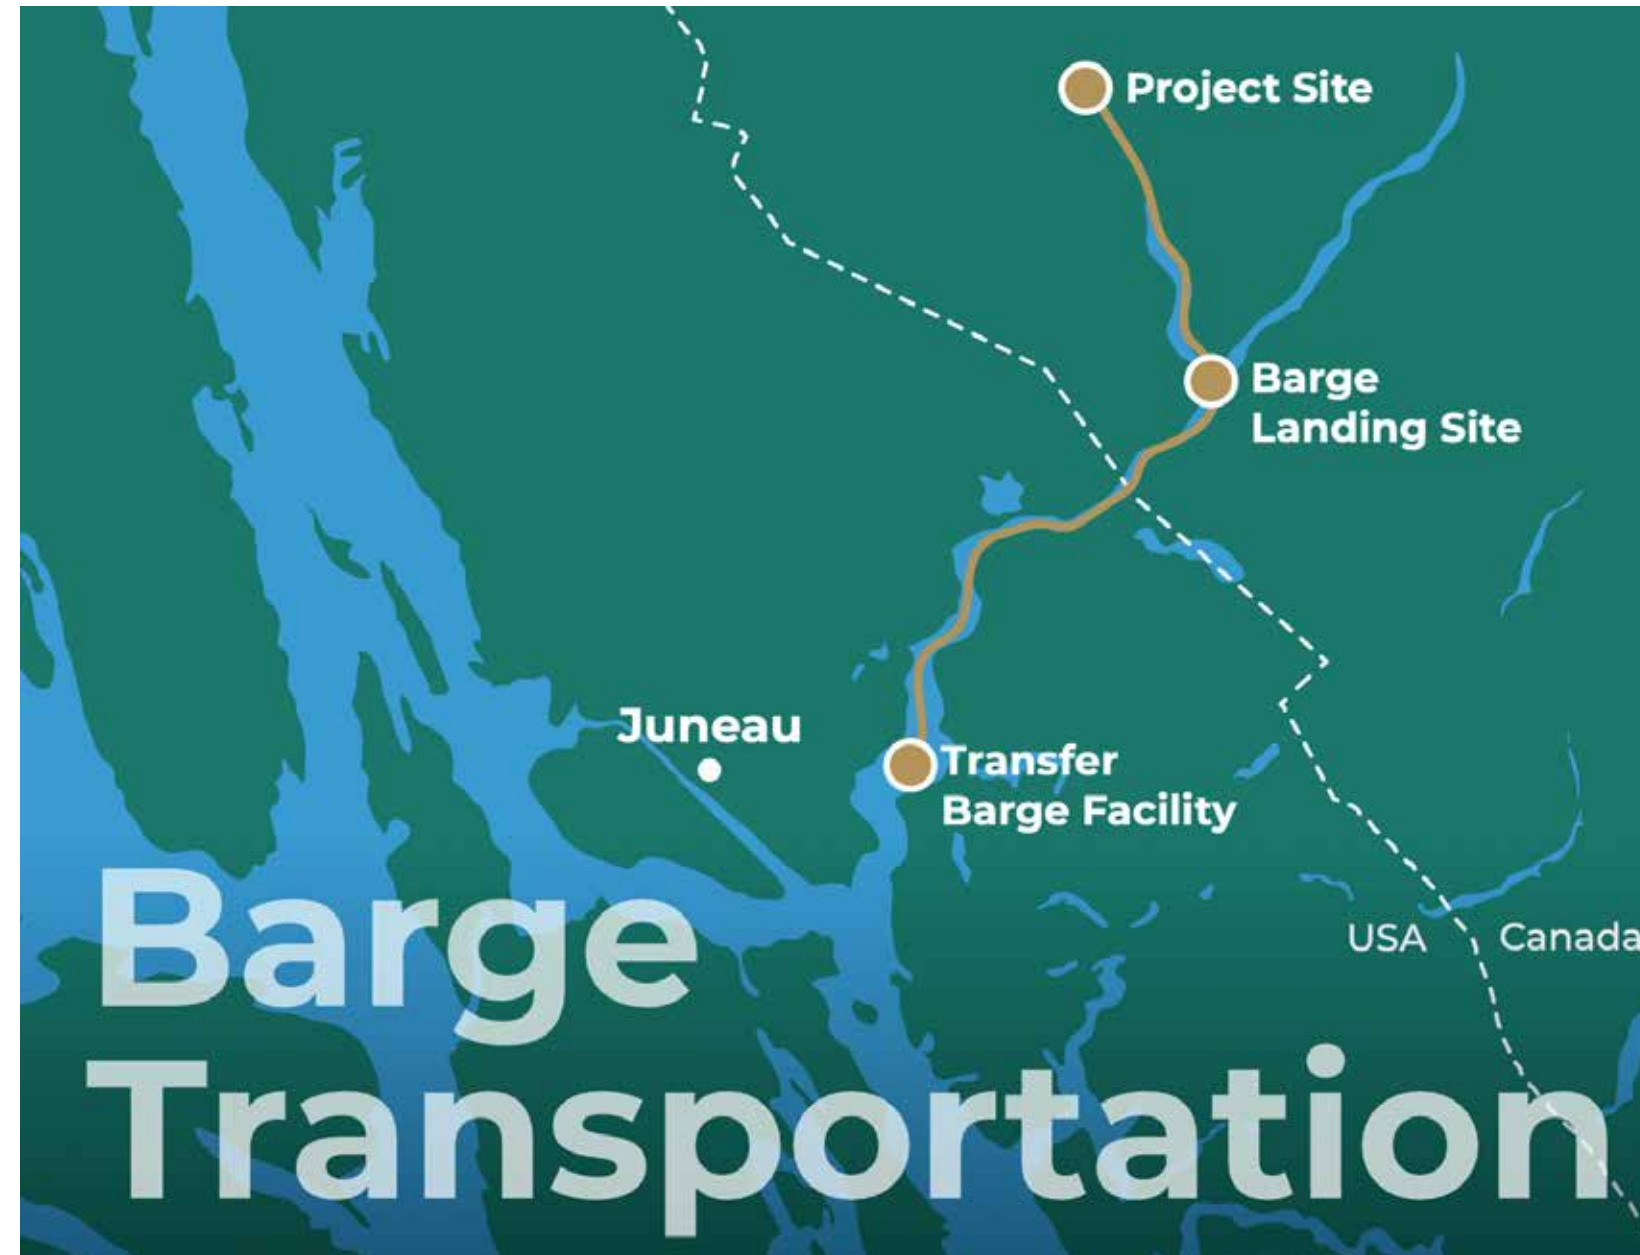 Project Site
Barge
Landing Site
Juneau
Transfer
Barge Facility
USA
Canada
Barge
Transportation